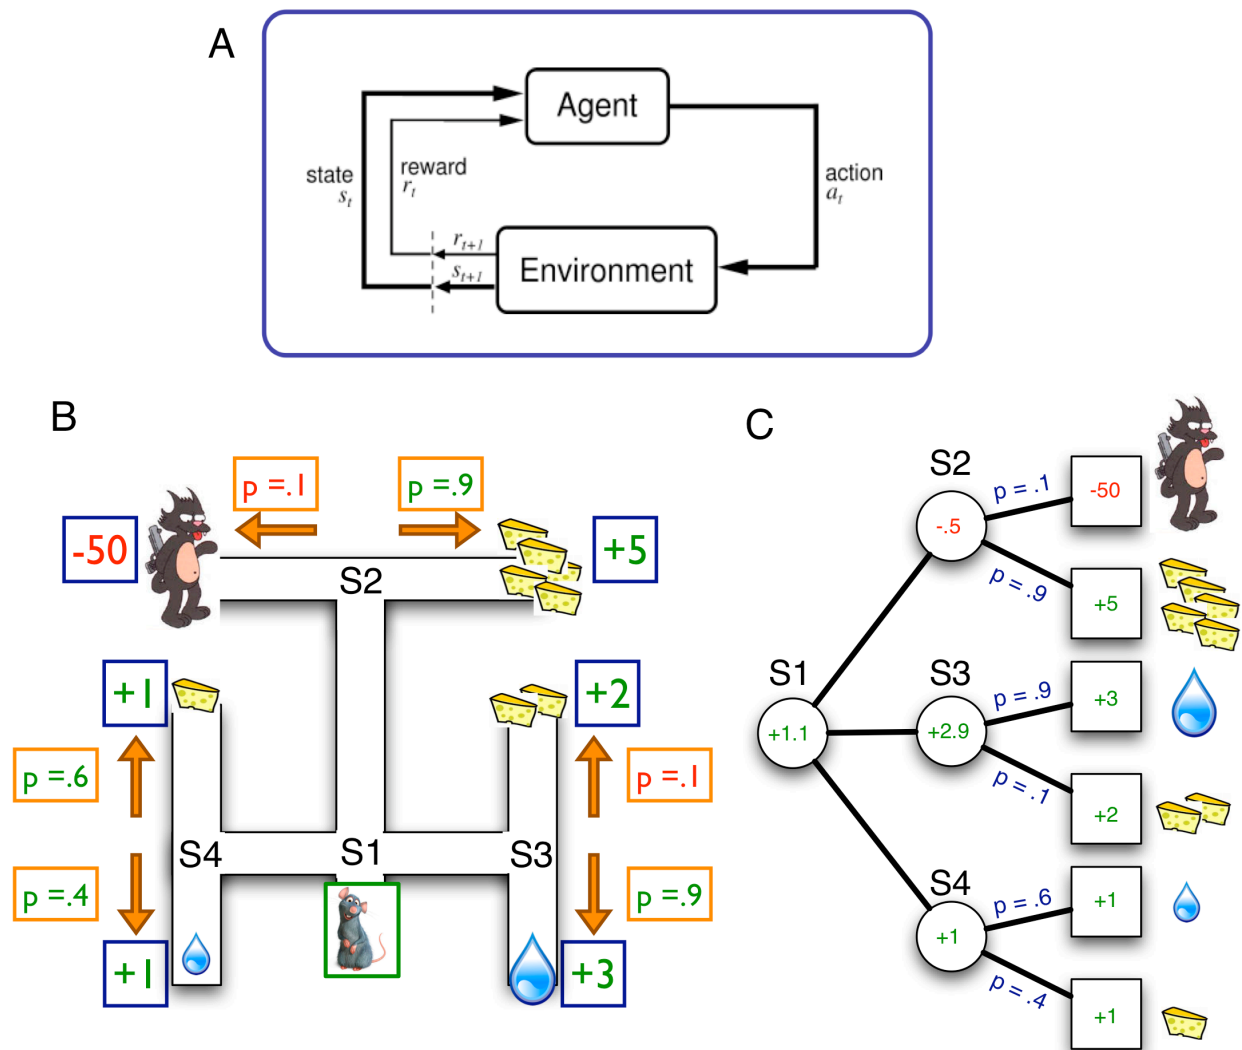 A
Agent
state
s_t
reward
r_t
action
a_t
r_{t+1}
s_{t+1}
Environment
B
p =.1
p =.9
-50
+5
S2
+1
+2
p =.6
p =.1
S4
S1
S3
p =.4
p =.9
+1
+3
C
S2
-.5
p = .1
-50
p = .9
+5
S1
+1.1
S3
+2.9
p = .9
+3
p = .1
+2
S4
+1
p = .6
+1
p = .4
+1